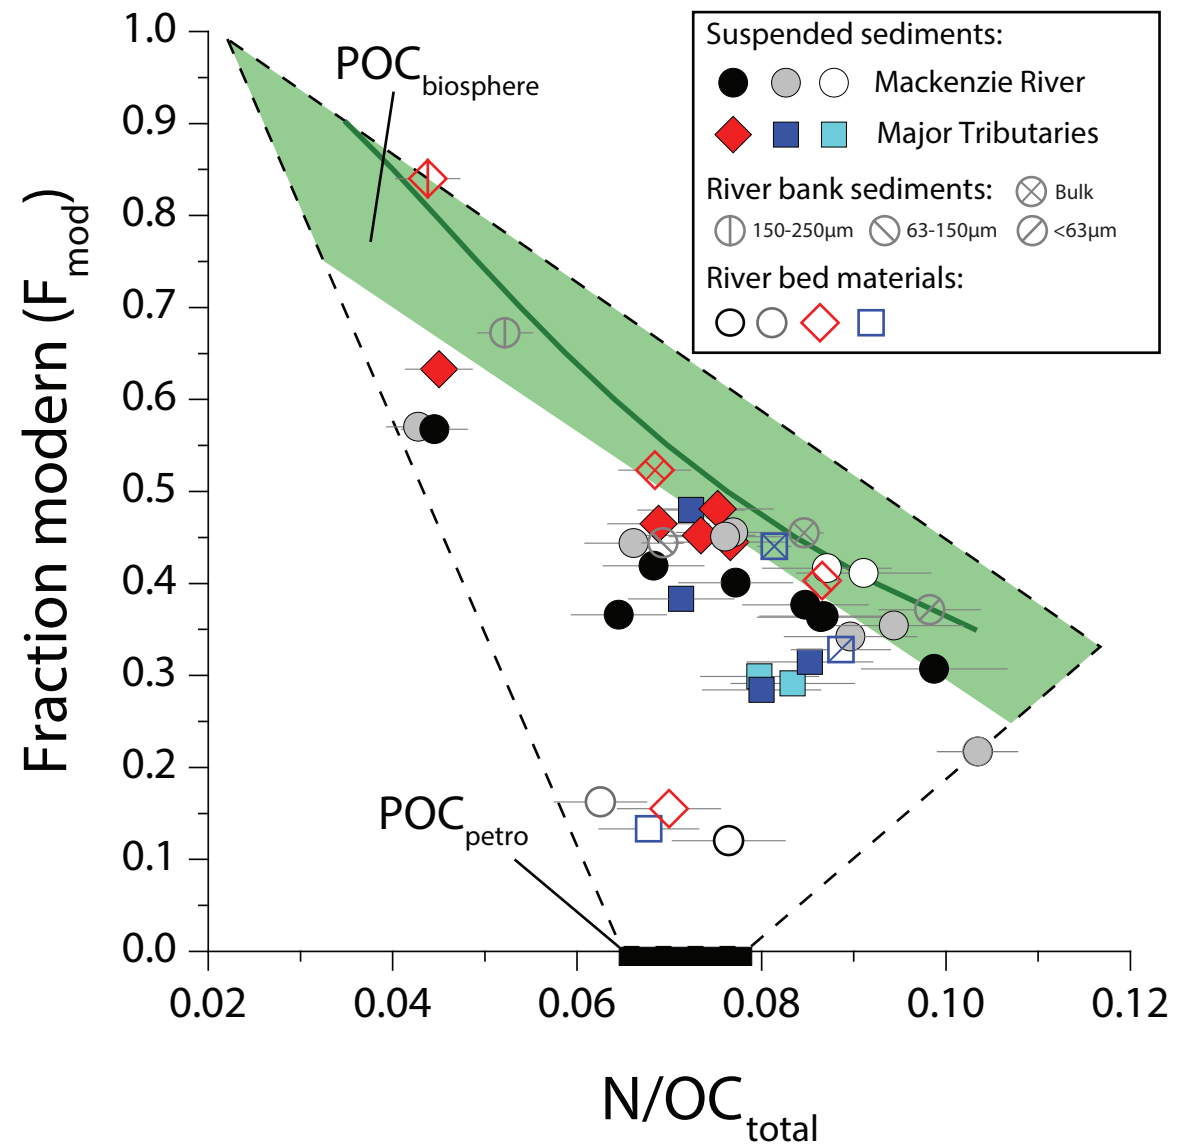 Suspended sediments:
Mackenzie River
Major Tributaries
River bank sediments:
Bulk
150-250µm
63-150µm
<63µm
River bed materials:
POCbiosphere
POCpetro
Fraction modern (Fmod)
1.0
0.9
0.8
0.7
0.6
0.5
0.4
0.3
0.2
0.1
0.0
0.02
0.04
0.06
0.08
0.10
0.12
N/OCtotal